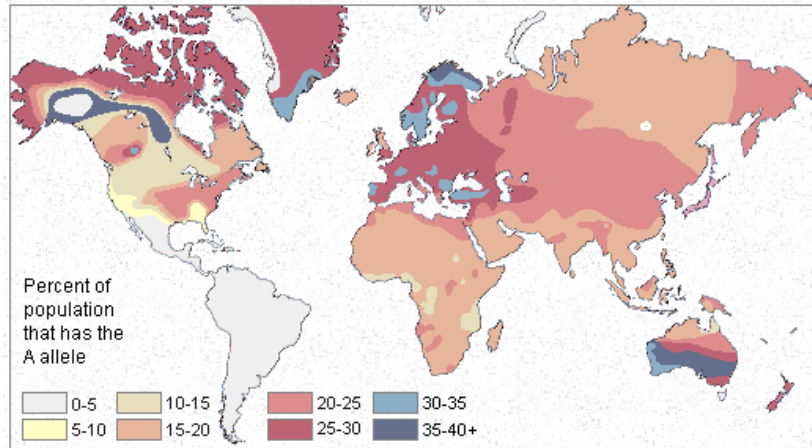 Percent of
population
that has the
A allele
0-5 10-15 20-25 30-35
5-10 15-20 25-30 35-40+